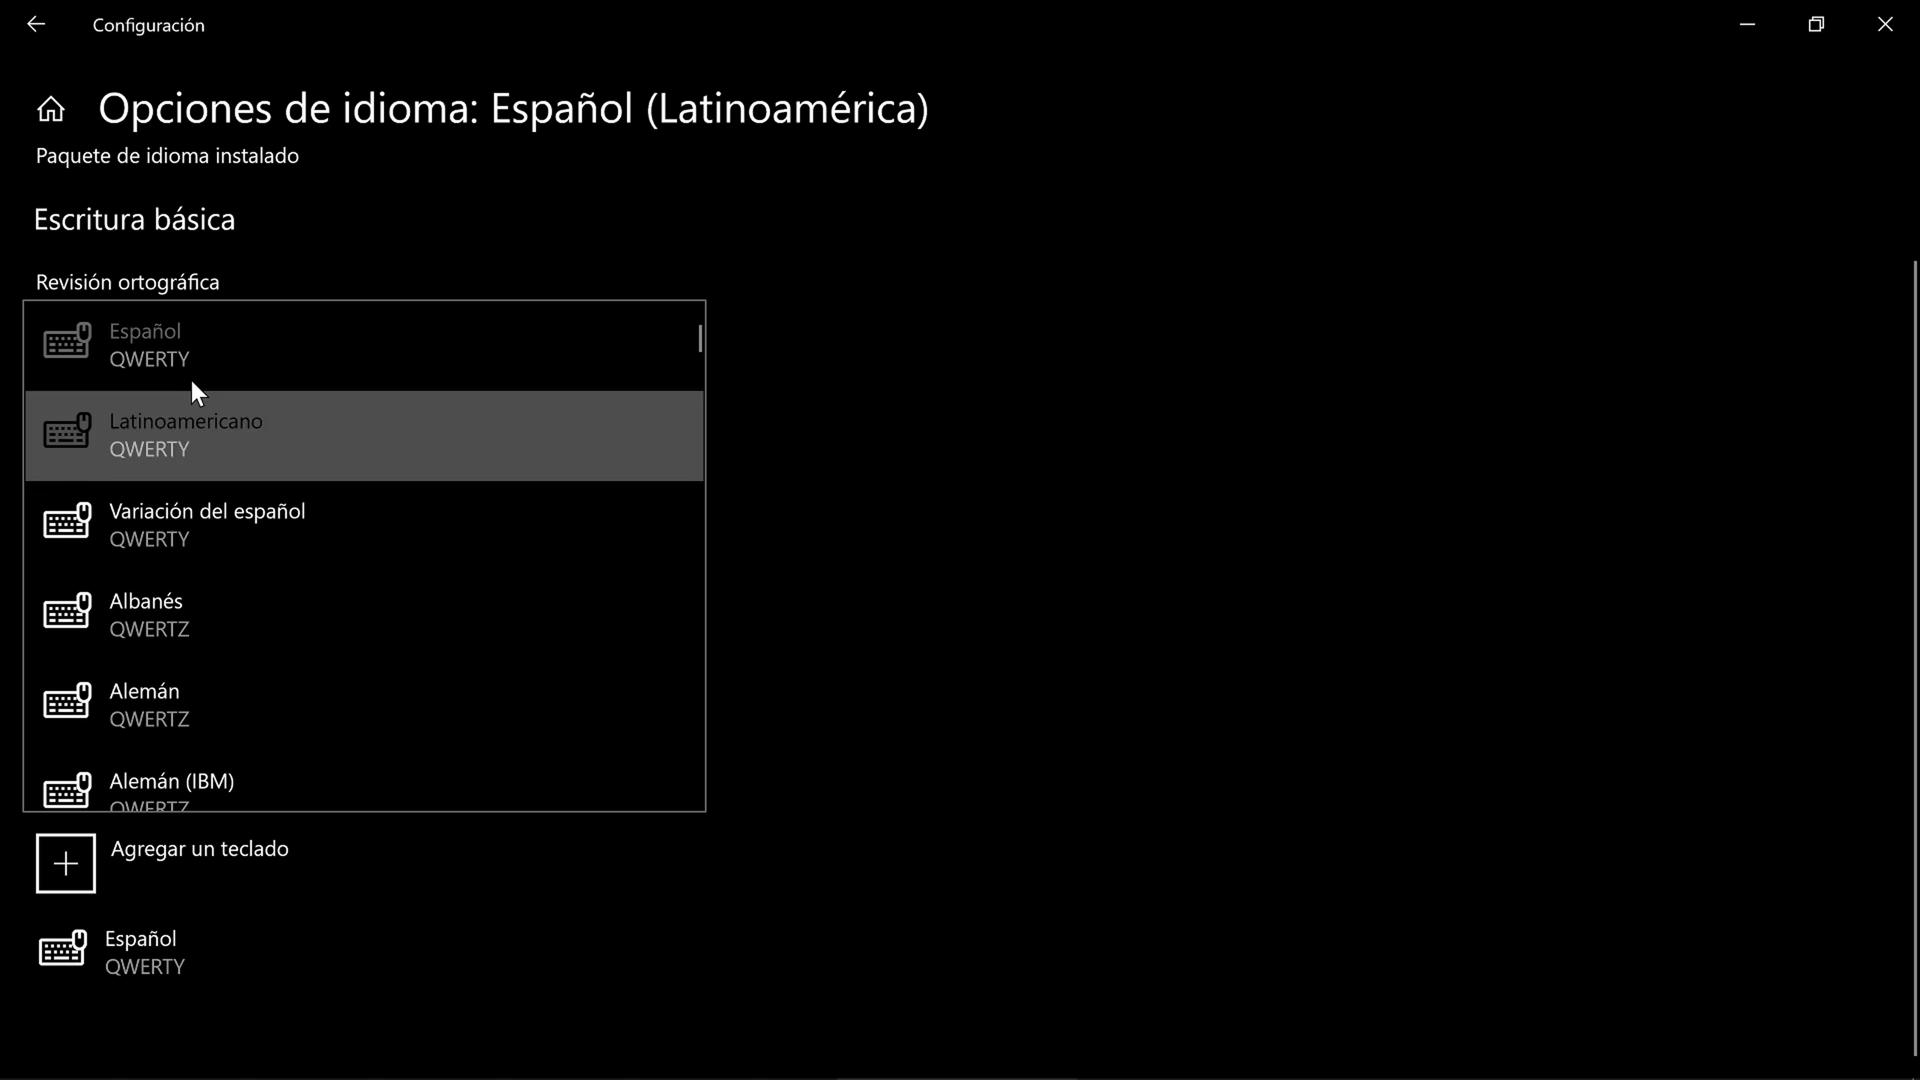 Configuración
Opciones de idioma: Español (Latinoamérica)
Paquete de idioma instalado
Escritura básica
Revisión ortográfica
Español
QWERTY
Latinoamericano
QWERTY
Variación del español
QWERTY
Albanés
QWERTZ
Alemán
QWERTZ
Alemán (IBM)
QWERTZ
Agregar un teclado
Español
QWERTY